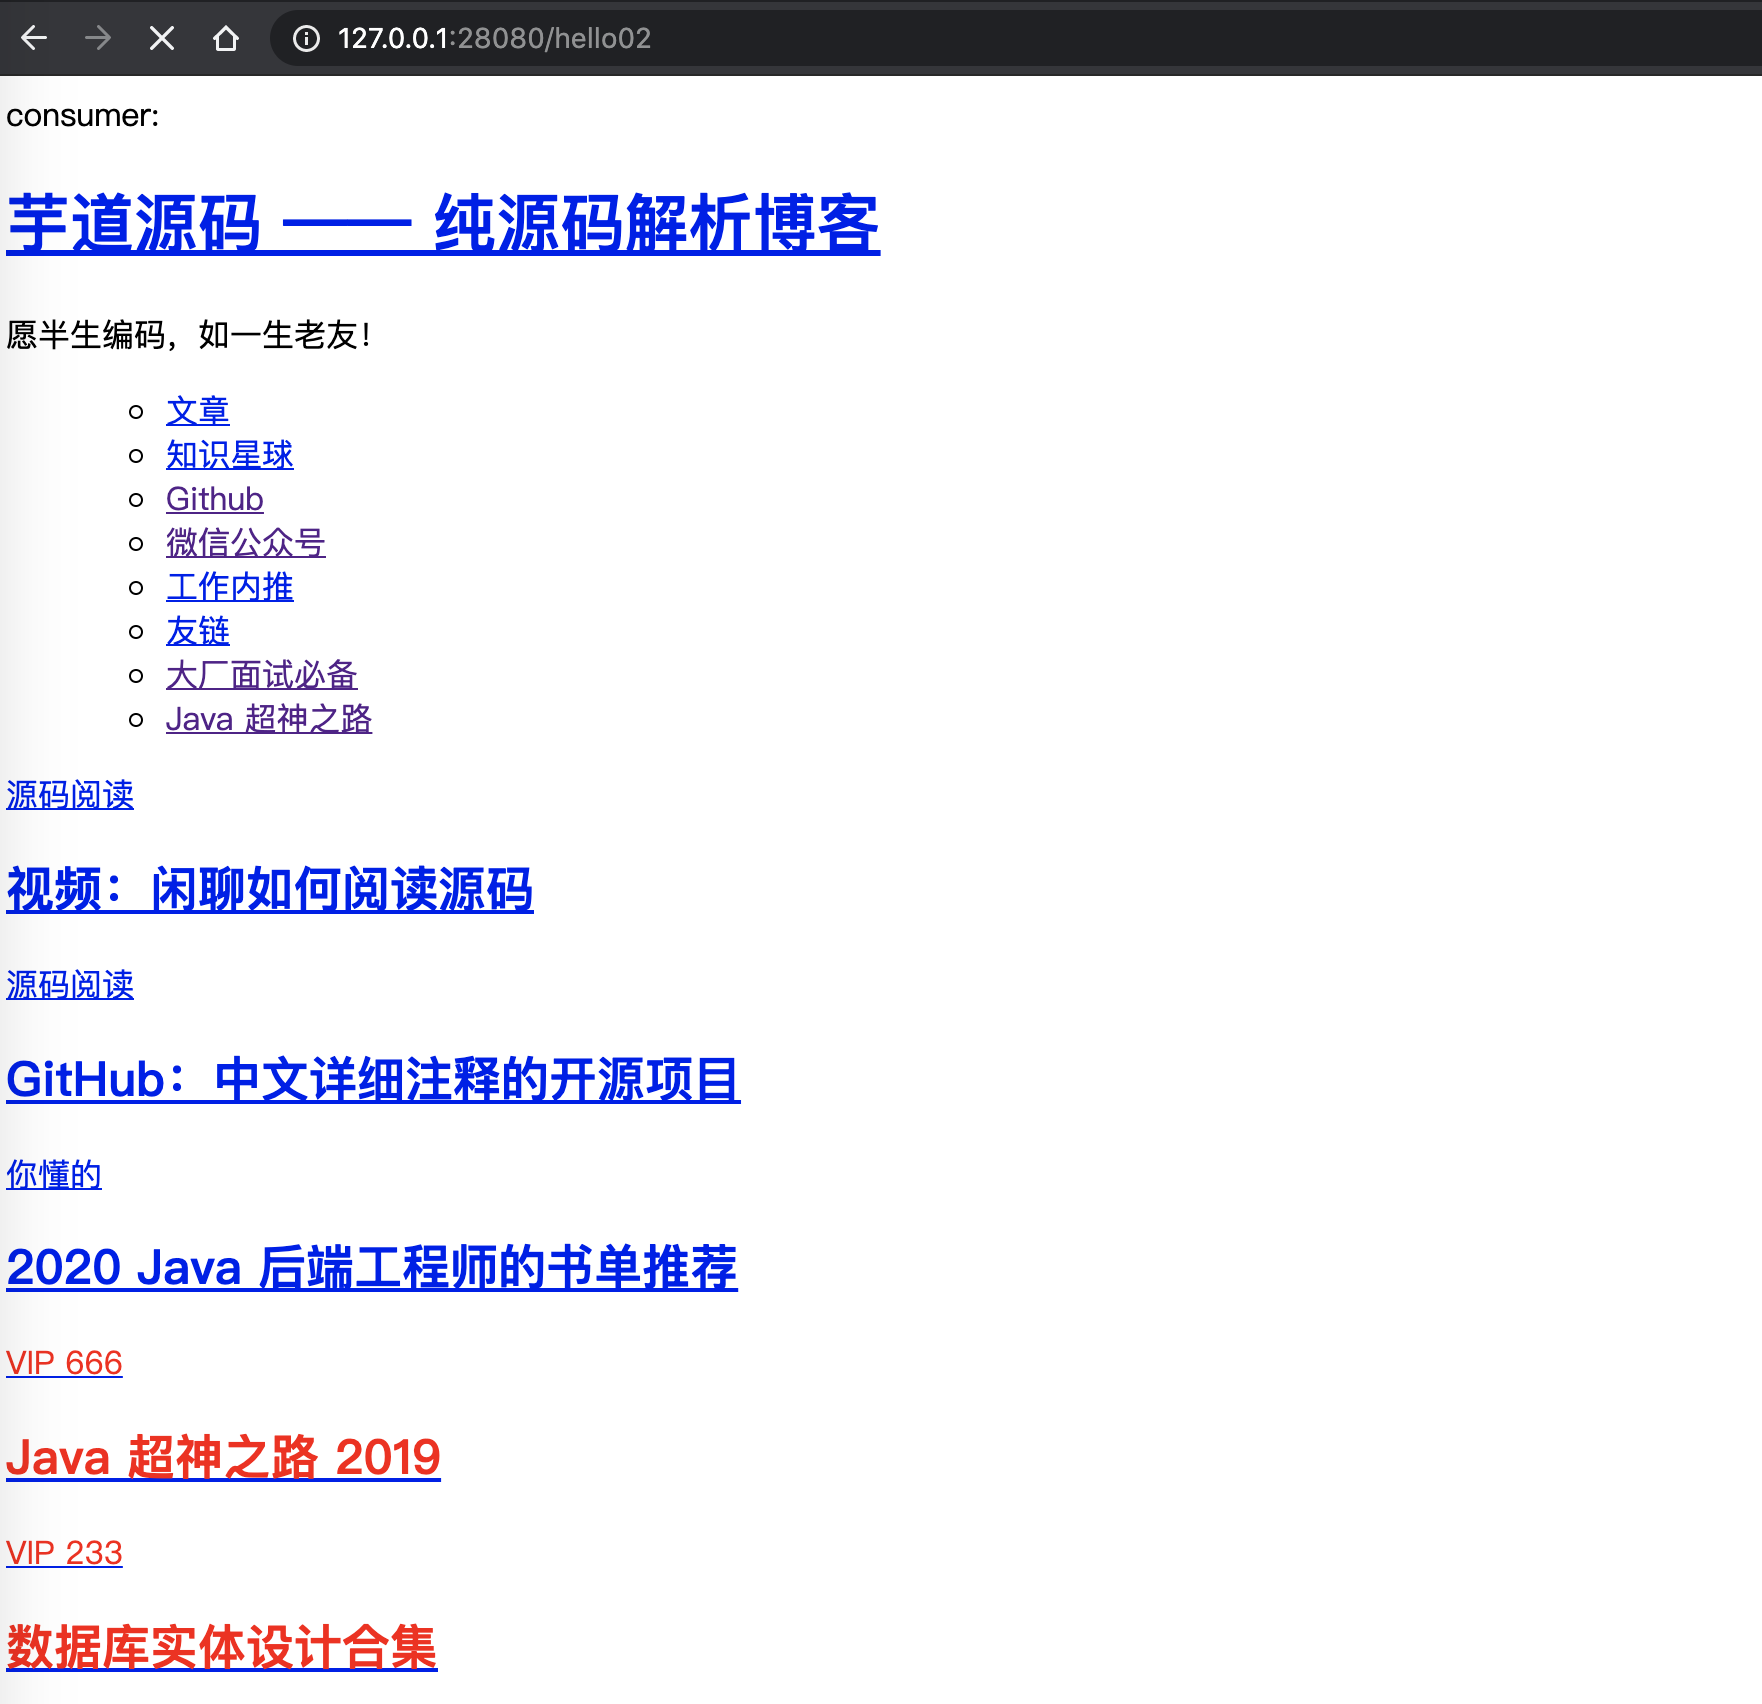 127.0.0.1:28080/hello02
consumer:
芋道源码 —— 纯源码解析博客
愿半生编码，如一生老友！
文章
知识星球
Github
微信公众号
工作内推
友链
大厂面试必备
Java 超神之路
源码阅读
视频：闲聊如何阅读源码
源码阅读
GitHub：中文详细注释的开源项目
你懂的
2020 Java 后端工程师的书单推荐
VIP 666
Java 超神之路 2019
VIP 233
数据库实体设计合集